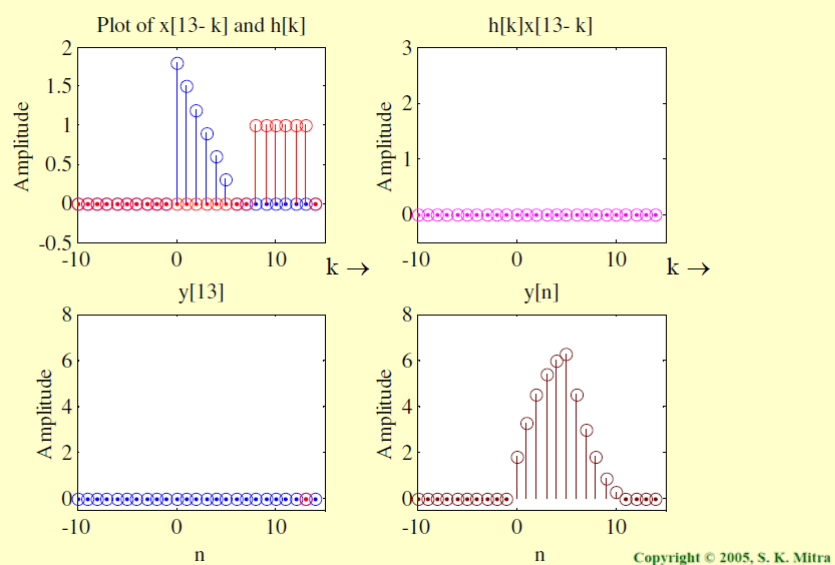 Plot of x[13- k] and h[k]
h[k]x[13- k]
2
1.5
1
0.5
0
-0.5
Amplitude
-10
0
10
k →
3
2
1
0
Amplitude
-10
0
10
k →
y[13]
y[n]
8
6
4
2
0
Amplitude
-10
0
10
n
8
6
4
2
0
Amplitude
-10
0
10
n
Copyright © 2005, S. K. Mitra